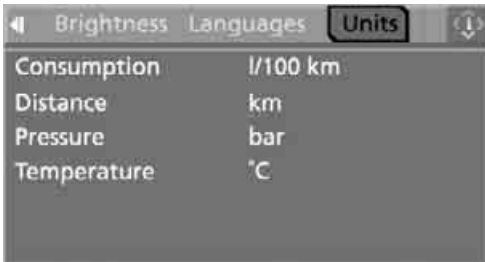 Brightness Languages Units
Consumption l/100 km
Distance km
Pressure bar
Temperature °C